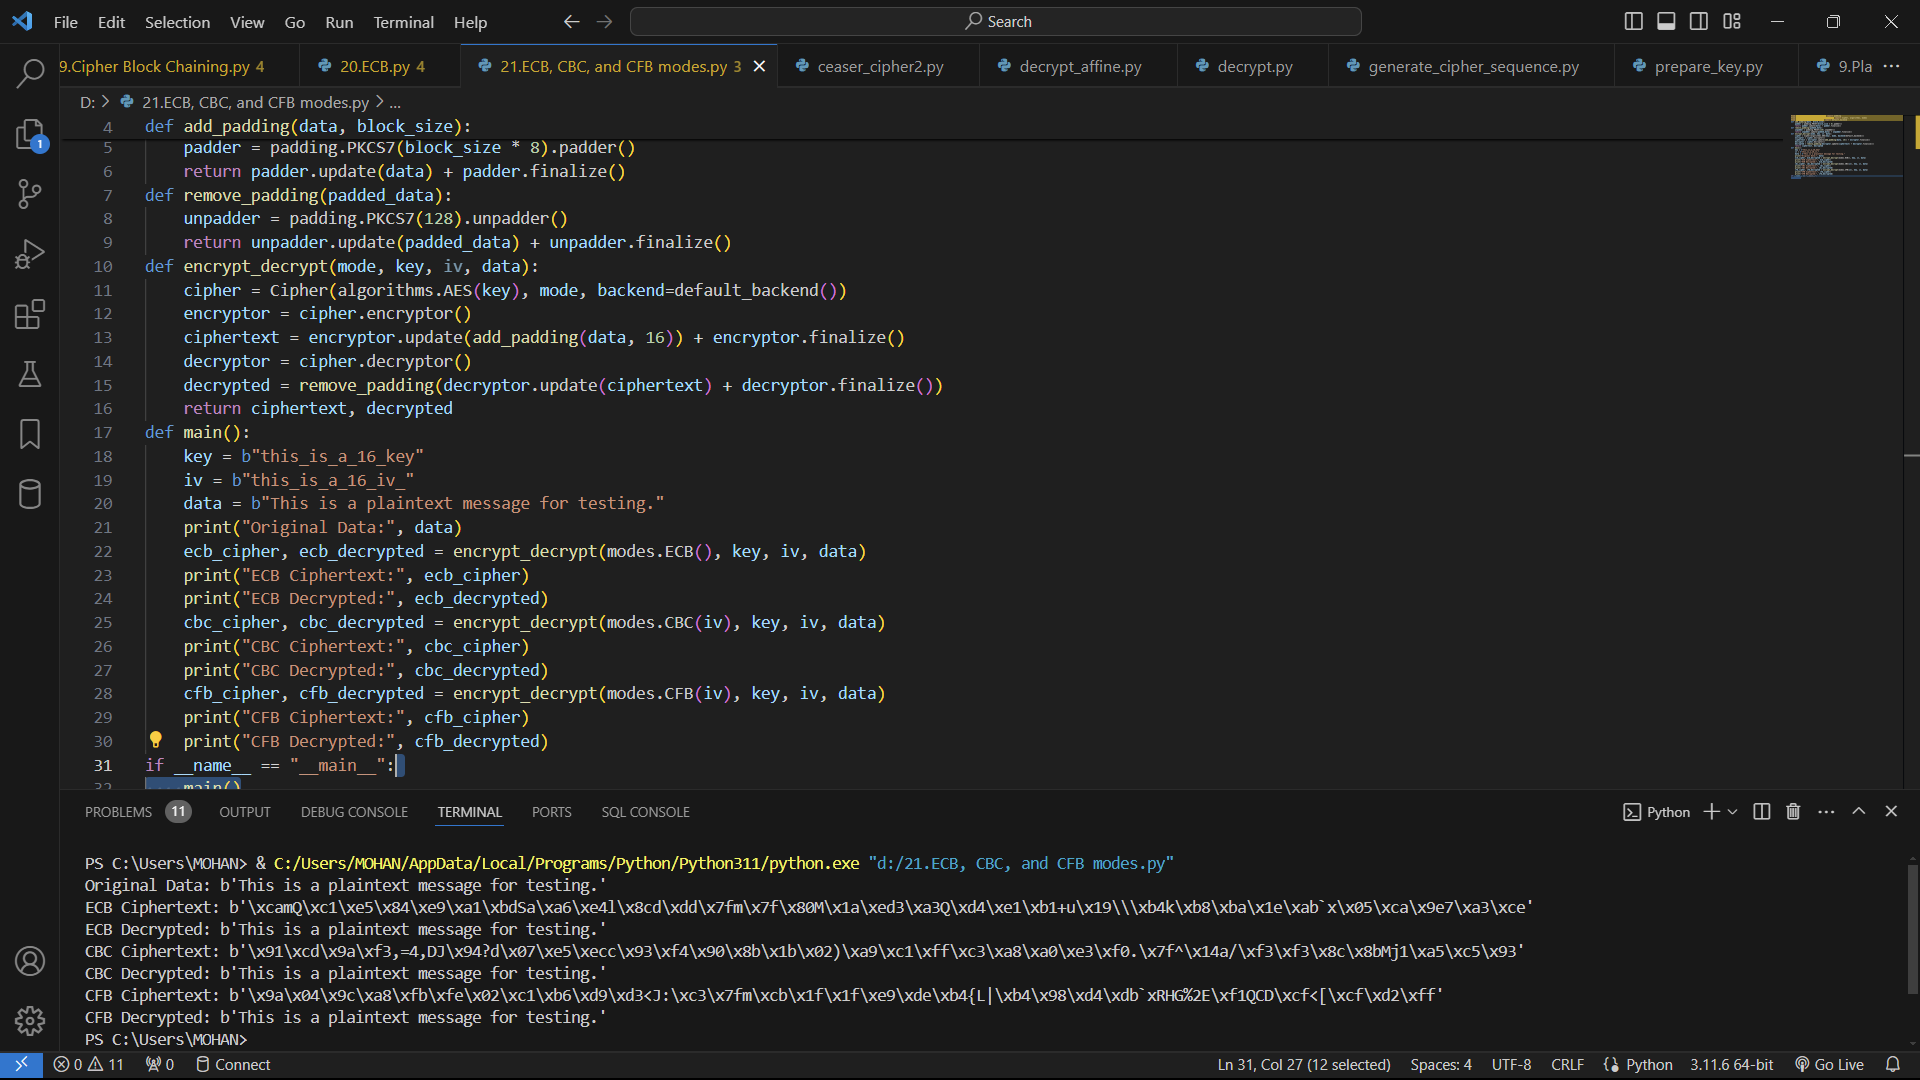 File Edit Selection View Go Run Terminal Help Search
9.Cipher Block Chaining.py 4 20.ECB.py 4 21.ECB, CBC, and CFB modes.py 3 ceaser_cipher2.py decrypt_affine.py decrypt.py generate_cipher_sequence.py prepare_key.py 9.Pla
D: > 21.ECB, CBC, and CFB modes.py > ...
4 def add_padding(data, block_size):
5 padder = padding.PKCS7(block_size * 8).padder()
6 return padder.update(data) + padder.finalize()
7 def remove_padding(padded_data):
8 unpadder = padding.PKCS7(128).unpadder()
9 return unpadder.update(padded_data) + unpadder.finalize()
10 def encrypt_decrypt(mode, key, iv, data):
11 cipher = Cipher(algorithms.AES(key), mode, backend=default_backend())
12 encryptor = cipher.encryptor()
13 ciphertext = encryptor.update(add_padding(data, 16)) + encryptor.finalize()
14 decryptor = cipher.decryptor()
15 decrypted = remove_padding(decryptor.update(ciphertext) + decryptor.finalize())
16 return ciphertext, decrypted
17 def main():
18 key = b"this_is_a_16_key"
19 iv = b"this_is_a_16_iv_"
20 data = b"This is a plaintext message for testing."
21 print("Original Data:", data)
22 ecb_cipher, ecb_decrypted = encrypt_decrypt(modes.ECB(), key, iv, data)
23 print("ECB Ciphertext:", ecb_cipher)
24 print("ECB Decrypted:", ecb_decrypted)
25 cbc_cipher, cbc_decrypted = encrypt_decrypt(modes.CBC(iv), key, iv, data)
26 print("CBC Ciphertext:", cbc_cipher)
27 print("CBC Decrypted:", cbc_decrypted)
28 cfb_cipher, cfb_decrypted = encrypt_decrypt(modes.CFB(iv), key, iv, data)
29 print("CFB Ciphertext:", cfb_cipher)
30 print("CFB Decrypted:", cfb_decrypted)
31 if __name__ == "__main__":
32 main()
PROBLEMS 11 OUTPUT DEBUG CONSOLE TERMINAL PORTS SQL CONSOLE Python
PS C:\Users\MOHAN> & C:/Users/MOHAN/AppData/Local/Programs/Python/Python311/python.exe "d:/21.ECB, CBC, and CFB modes.py"
Original Data: b'This is a plaintext message for testing.'
ECB Ciphertext: b'\xcamQ\xc1\xe5\x84\xe9\xa1\xbdSa\xa6\xe4l\x8cd\xdd\x7fm\x7f\x80M\x1a\xed3\xa3Q\xd4\xe1\xb1+u\x19\\\xb4k\xb8\xba\x1e\xab`x\x05\xca\x9e7\xa3\xce'
ECB Decrypted: b'This is a plaintext message for testing.'
CBC Ciphertext: b'\x91\xcd\x9a\xf3,=4,DJ\x94?d\x07\xe5\xecc\x93\xf4\x90\x8b\x1b\x02)\xa9\xc1\xff\xc3\xa8\xa0\xe3\xf0.\x7f^\x14a/\xf3\xf3\x8c\x8bMj1\xa5\xc5\x93'
CBC Decrypted: b'This is a plaintext message for testing.'
CFB Ciphertext: b'\x9a\x04\x9c\xa8\xfb\xfe\x02\xc1\xb6\xd9\xd3<J:\xc3\x7fm\xcb\x1f\x1f\xe9\xde\xb4{L|\xb4\x98\xd4\xdb`xRHG%2E\xf1QCD\xcf<[\xcf\xd2\xff'
CFB Decrypted: b'This is a plaintext message for testing.'
PS C:\Users\MOHAN>
0 11 0 Connect Ln 31, Col 27 (12 selected) Spaces: 4 UTF-8 CRLF Python 3.11.6 64-bit Go Live